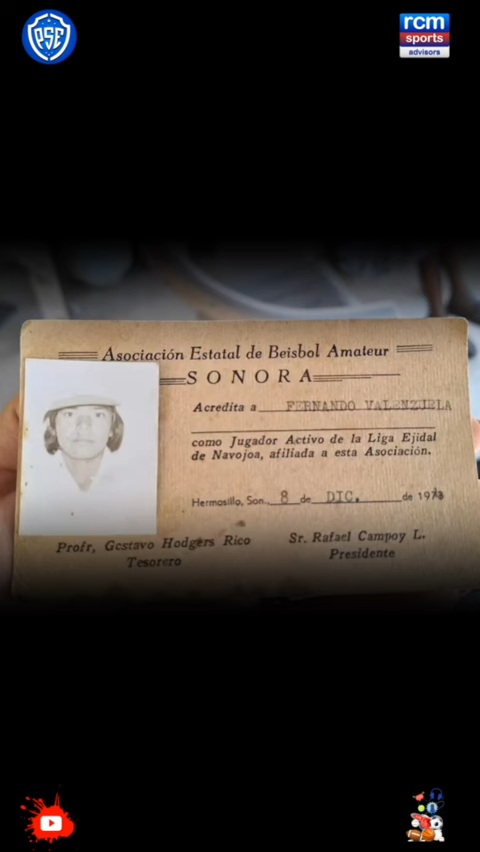 PSE
rcm
sports
advisors
Asociación Estatal de Beisbol Amateur
SONORA
Acredita a FERNANDO VALENZUELA
como Jugador Activo de la Liga Ejidal
de Navojoa, afiliada a esta Asociación.
Hermosillo, Son., 8 de DIC. de
Profr, Gcstavo Hodgers Rico
Tesorero
Sr. Rafael Campoy L.
Presidente